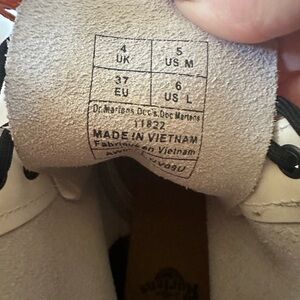 4 UK 5 US M
37 EU 6 US L
Dr.Martens Doc's.Doc Martens
11822
MADE IN VIETNAM
Fabriqué en Vietnam